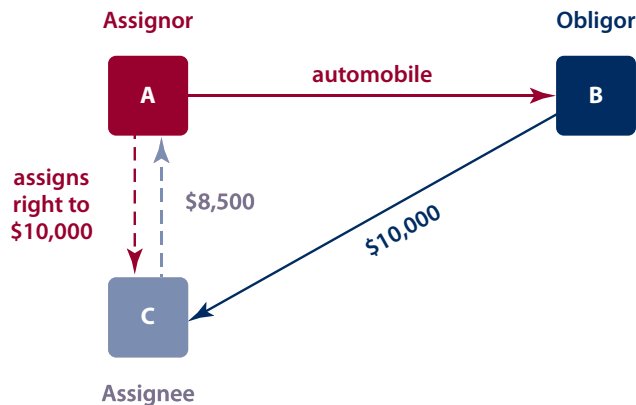 Assignor
Obligor
automobile
A
B
assigns
right to
$10,000
$8,500
$10,000
C
Assignee